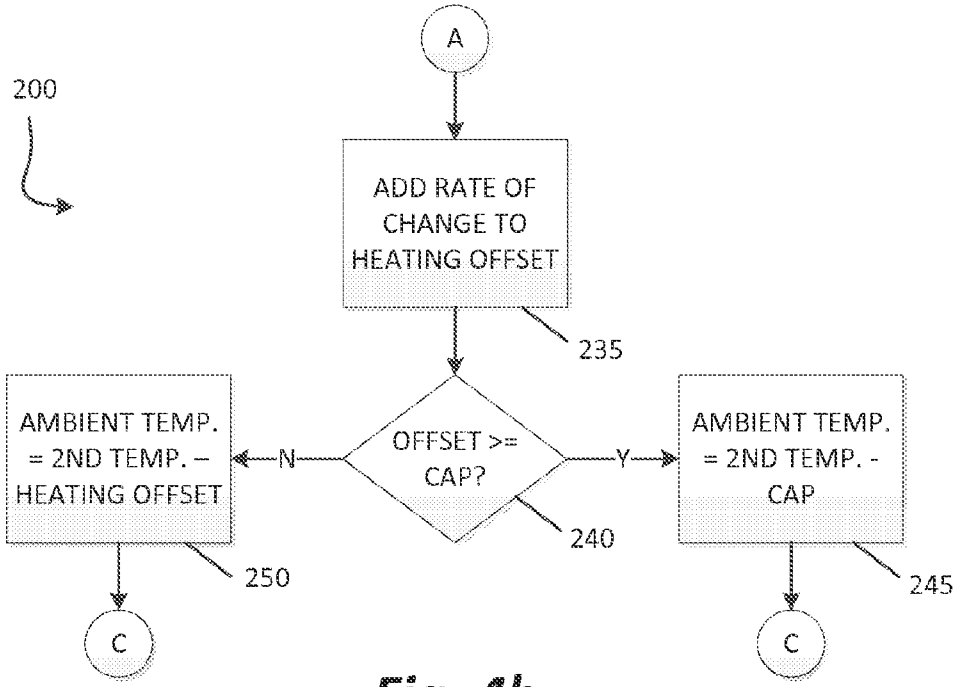 A
200
ADD RATE OF
CHANGE TO
HEATING OFFSET
235
AMBIENT TEMP.
= 2ND TEMP. –
HEATING OFFSET
250
N
OFFSET >=
CAP?
240
Y
AMBIENT TEMP.
= 2ND TEMP. -
CAP
245
C
C